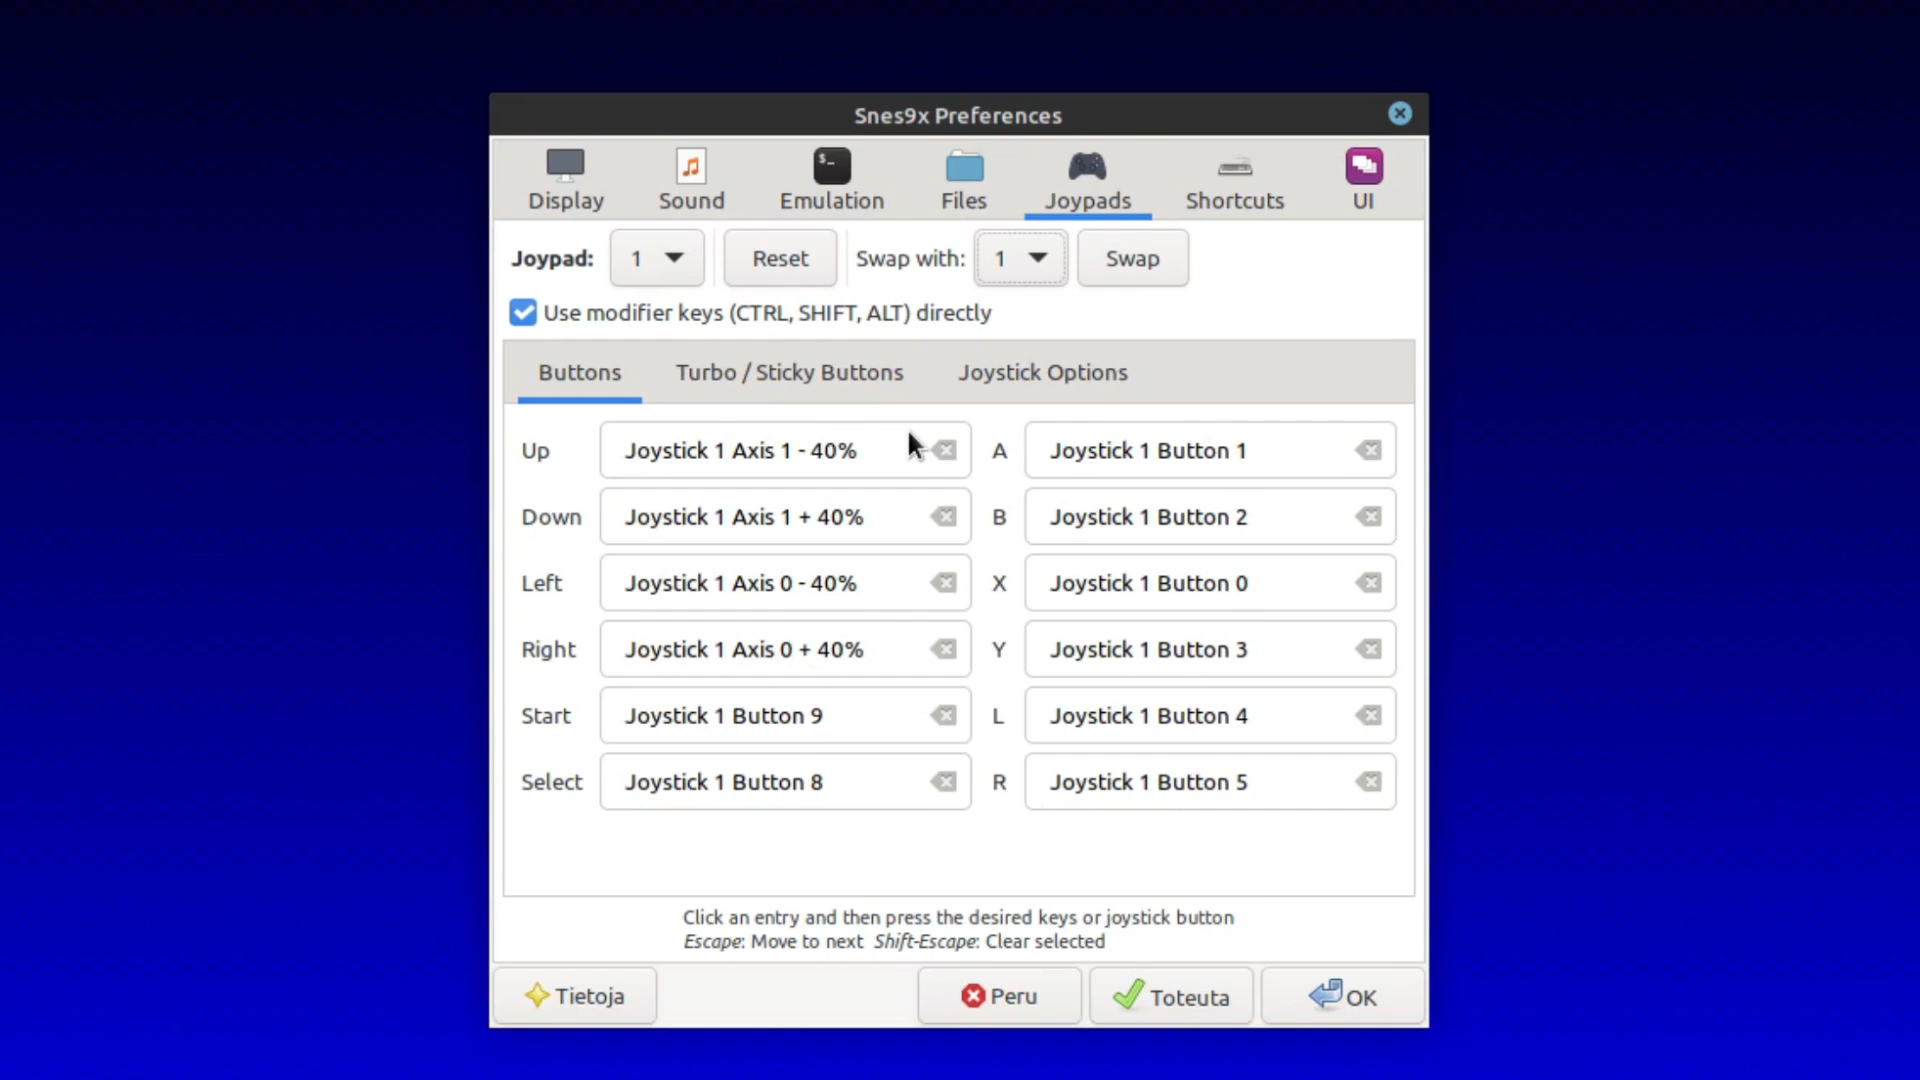 Snes9x Preferences
Display Sound Emulation Files Joypads Shortcuts UI
Joypad: 1 Reset Swap with: 1 Swap
Use modifier keys (CTRL, SHIFT, ALT) directly
Buttons Turbo / Sticky Buttons Joystick Options
Up Joystick 1 Axis 1 - 40% A Joystick 1 Button 1
Down Joystick 1 Axis 1 + 40% B Joystick 1 Button 2
Left Joystick 1 Axis 0 - 40% X Joystick 1 Button 0
Right Joystick 1 Axis 0 + 40% Y Joystick 1 Button 3
Start Joystick 1 Button 9 L Joystick 1 Button 4
Select Joystick 1 Button 8 R Joystick 1 Button 5
Click an entry and then press the desired keys or joystick button
Escape: Move to next Shift-Escape: Clear selected
Tietoja Peru Toteuta OK